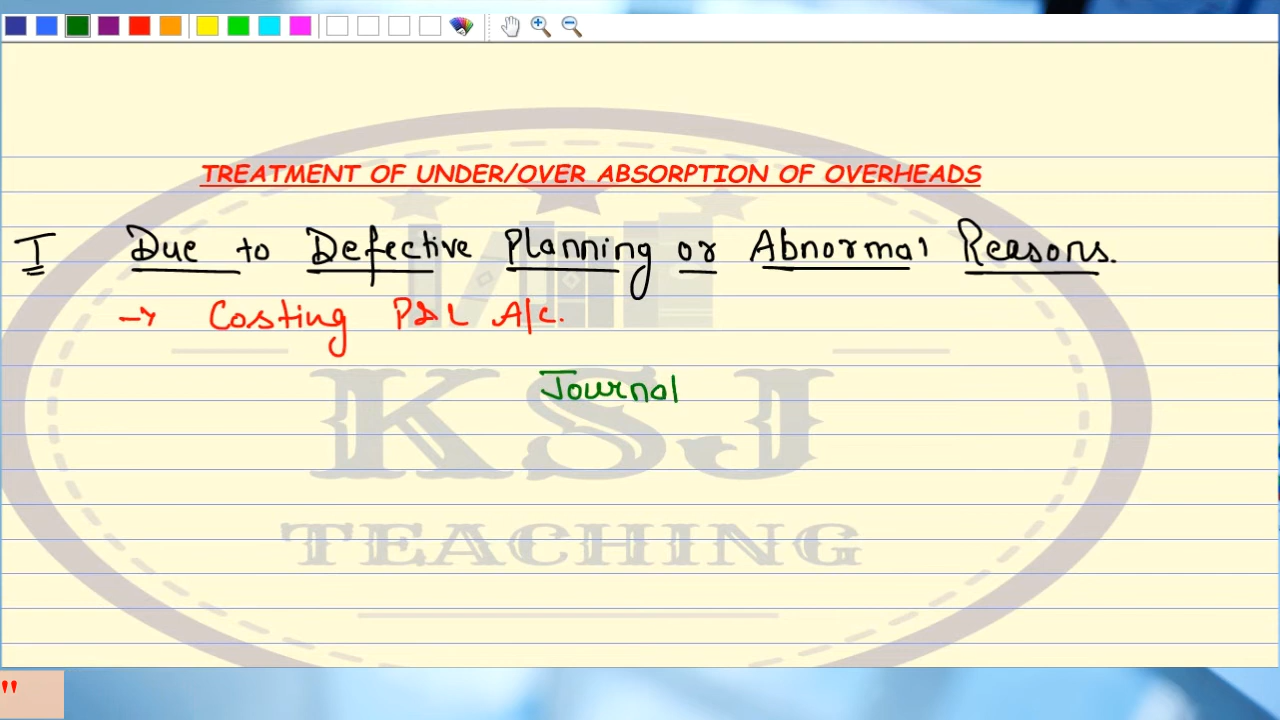 TREATMENT OF UNDER/OVER ABSORPTION OF OVERHEADS
I Due to Defective Planning or Abnormal Reasons.
→ Costing P&L A/c.
Journal
KSJ
TEACHING
"